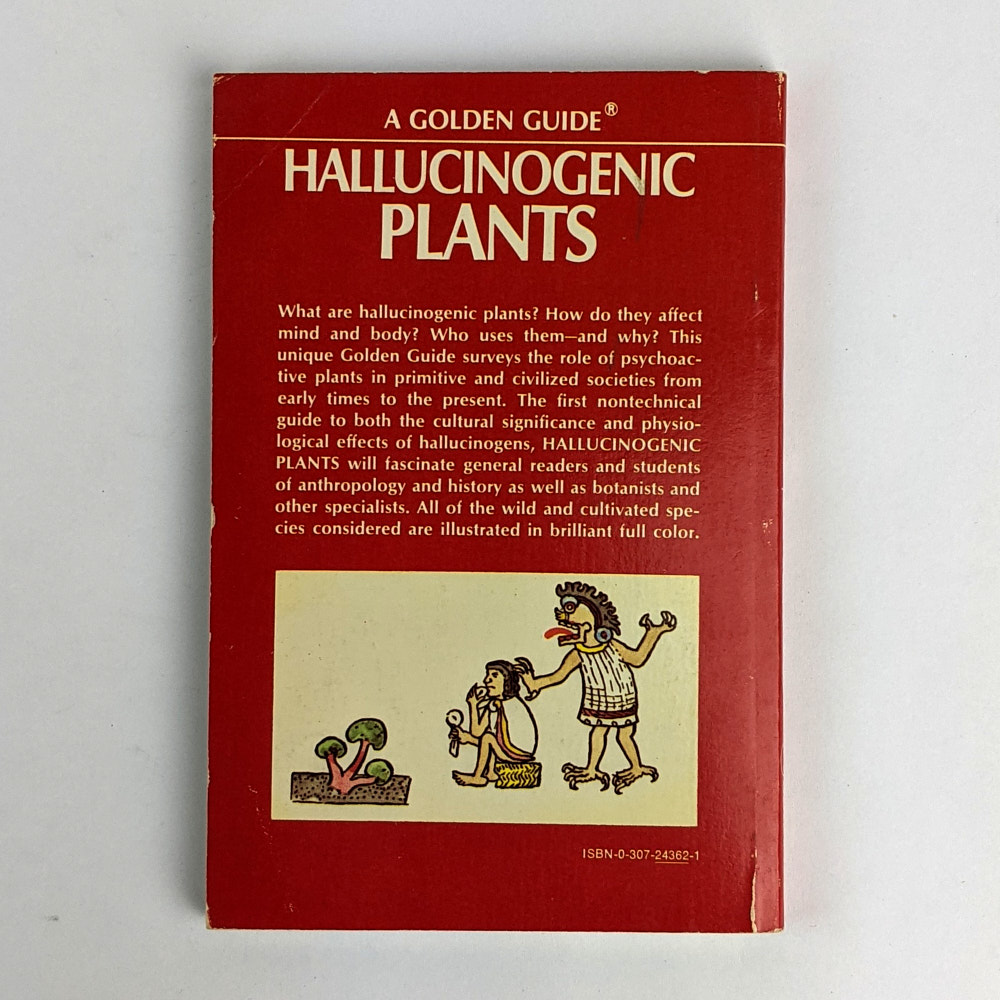 A GOLDEN GUIDE®
HALLUCINOGENIC
PLANTS
What are hallucinogenic plants? How do they affect
mind and body? Who uses them—and why? This
unique Golden Guide surveys the role of psychoac-
tive plants in primitive and civilized societies from
early times to the present. The first nontechnical
guide to both the cultural significance and physio-
logical effects of hallucinogens, HALLUCINOGENIC
PLANTS will fascinate general readers and students
of anthropology and history as well as botanists and
other specialists. All of the wild and cultivated spe-
cies considered are illustrated in brilliant full color.
ISBN-0-307-24362-1